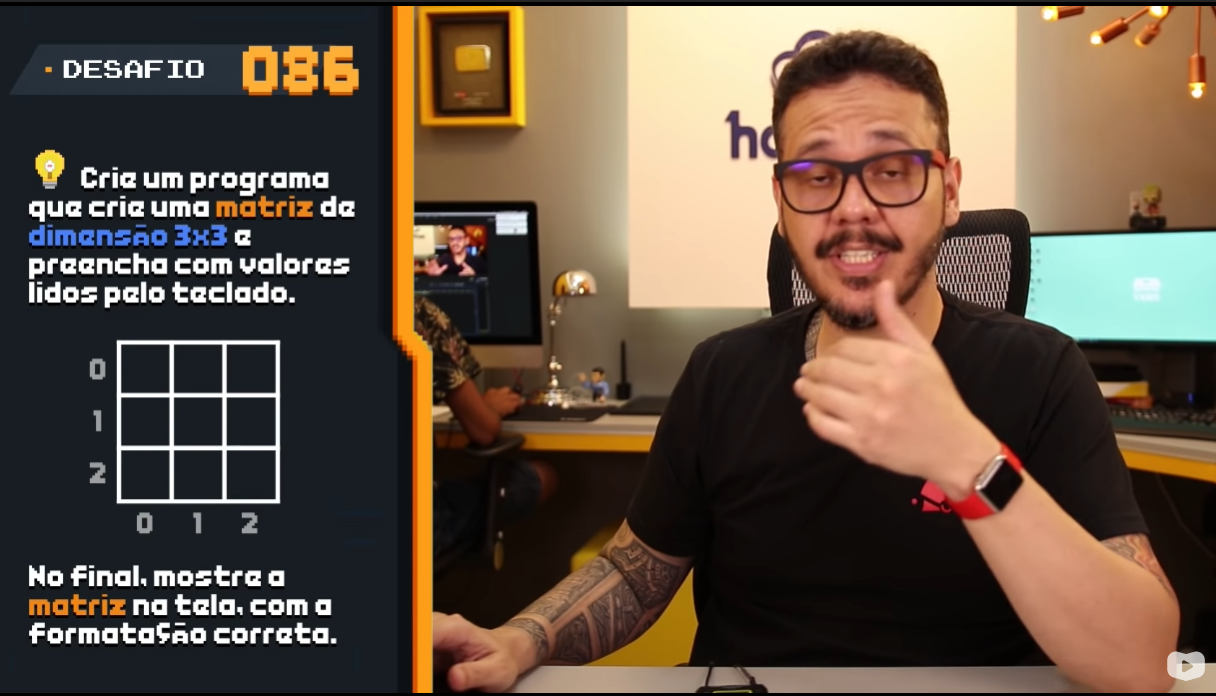 DESAFIO 086
Crie um programa
que crie uma matriz de
dimensão 3x3 e
preencha com valores
lidos pelo teclado.
0
1
2
0 1 2
No final, mostre a
matriz na tela, com a
formatação correta.